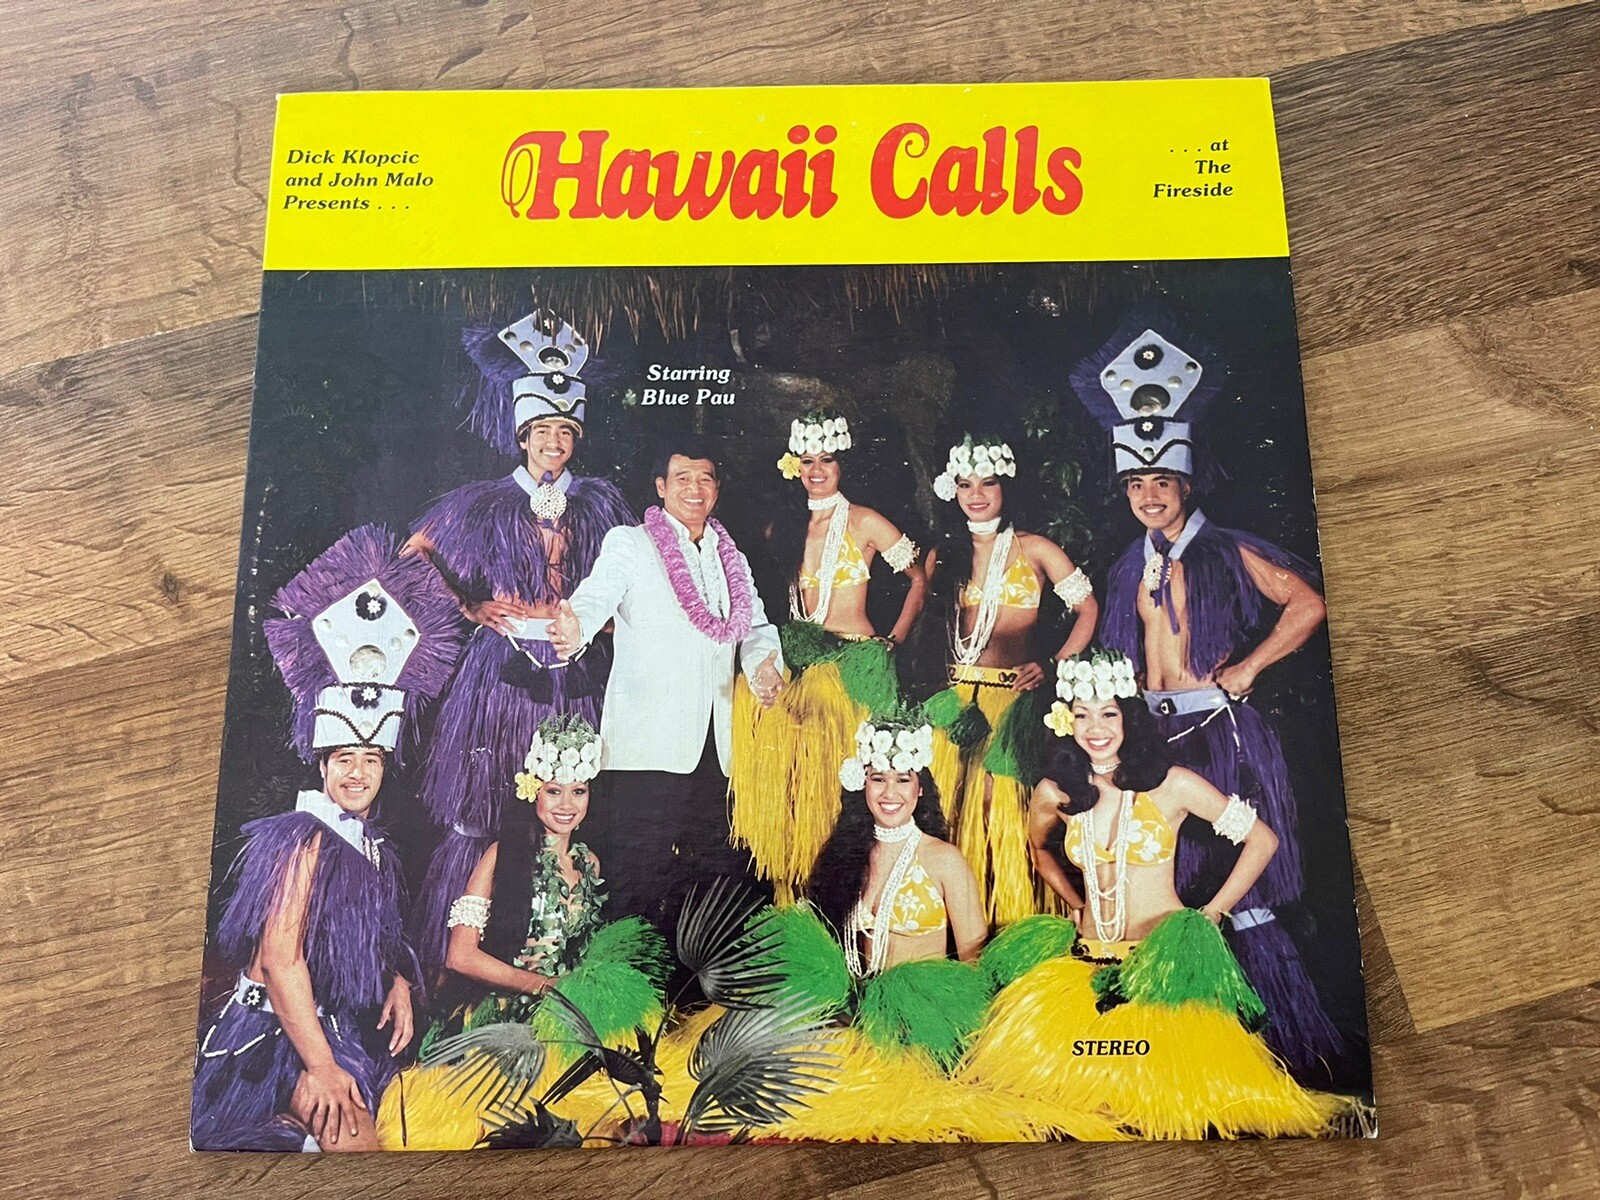 Dick Klopcic
and John Malo
Presents . . .
Hawaii Calls
. . . at
The
Fireside
Starring
Blue Pau
STEREO